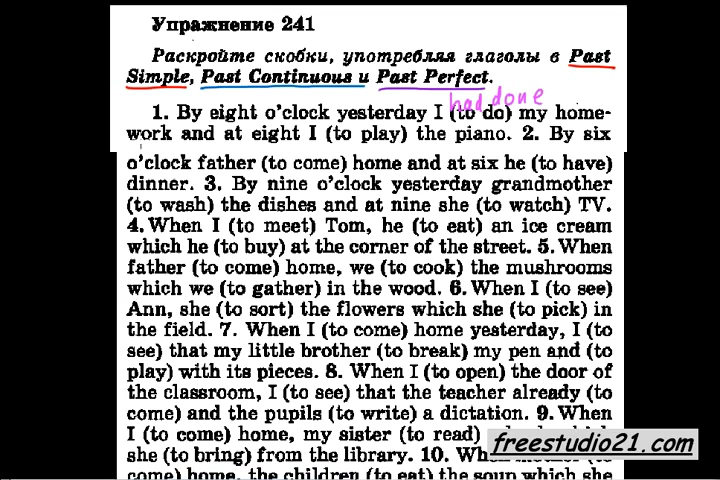 Упражнение 241
Раскройте скобки, употребляя глаголы в Past
Simple, Past Continuous и Past Perfect.
had done
1. By eight o’clock yesterday I (to do) my home-
work and at eight I (to play) the piano. 2. By six
o’clock father (to come) home and at six he (to have)
dinner. 3. By nine o’clock yesterday grandmother
(to wash) the dishes and at nine she (to watch) TV.
4. When I (to meet) Tom, he (to eat) an ice cream
which he (to buy) at the corner of the street. 5. When
father (to come) home, we (to cook) the mushrooms
which we (to gather) in the wood. 6. When I (to see)
Ann, she (to sort) the flowers which she (to pick) in
the field. 7. When I (to come) home yesterday, I (to
see) that my little brother (to break) my pen and (to
play) with its pieces. 8. When I (to open) the door of
the classroom, I (to see) that the teacher already (to
come) and the pupils (to write) a dictation. 9. When
I (to come) home, my sister (to read)
she (to bring) from the library. 10.
freestudio21.com
come) home, the children (to eat) the soup which she